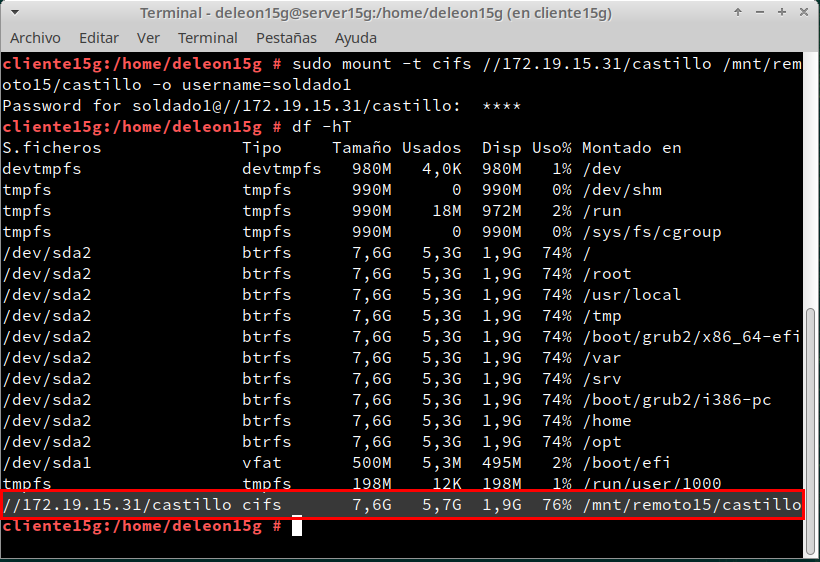 Terminal - deleon15g@server15g:/home/deleon15g (en cliente15g)
Archivo Editar Ver Terminal Pestañas Ayuda
cliente15g:/home/deleon15g # sudo mount -t cifs //172.19.15.31/castillo /mnt/rem
oto15/castillo -o username=soldado1
Password for soldado1@//172.19.15.31/castillo:  ****
cliente15g:/home/deleon15g # df -hT
S.ficheros              Tipo     Tamaño Usados  Disp Uso% Montado en
devtmpfs                devtmpfs   980M   4,0K  980M   1% /dev
tmpfs                   tmpfs      990M      0  990M   0% /dev/shm
tmpfs                   tmpfs      990M    18M  972M   2% /run
tmpfs                   tmpfs      990M      0  990M   0% /sys/fs/cgroup
/dev/sda2               btrfs      7,6G   5,3G  1,9G  74% /
/dev/sda2               btrfs      7,6G   5,3G  1,9G  74% /root
/dev/sda2               btrfs      7,6G   5,3G  1,9G  74% /usr/local
/dev/sda2               btrfs      7,6G   5,3G  1,9G  74% /tmp
/dev/sda2               btrfs      7,6G   5,3G  1,9G  74% /boot/grub2/x86_64-efi
/dev/sda2               btrfs      7,6G   5,3G  1,9G  74% /var
/dev/sda2               btrfs      7,6G   5,3G  1,9G  74% /srv
/dev/sda2               btrfs      7,6G   5,3G  1,9G  74% /boot/grub2/i386-pc
/dev/sda2               btrfs      7,6G   5,3G  1,9G  74% /home
/dev/sda2               btrfs      7,6G   5,3G  1,9G  74% /opt
/dev/sda1               vfat       500M   5,3M  495M   2% /boot/efi
tmpfs                   tmpfs      198M    12K  198M   1% /run/user/1000
//172.19.15.31/castillo cifs       7,6G   5,7G  1,9G  76% /mnt/remoto15/castillo
cliente15g:/home/deleon15g #